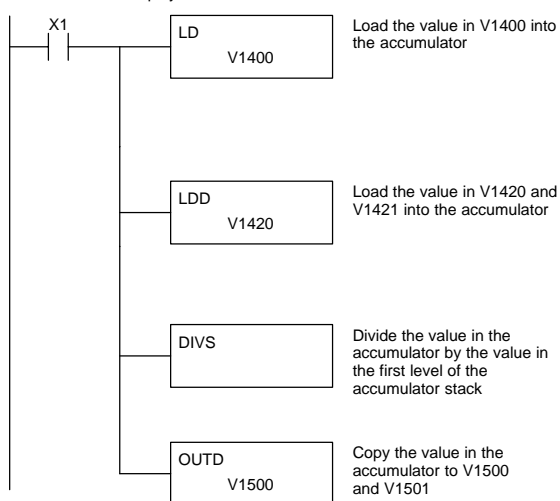 X1
LD
V1400
Load the value in V1400 into
the accumulator
LDD
V1420
Load the value in V1420 and
V1421 into the accumulator
DIVS
Divide the value in the
accumulator by the value in
the first level of the
accumulator stack
OUTD
V1500
Copy the value in the
accumulator to V1500
and V1501